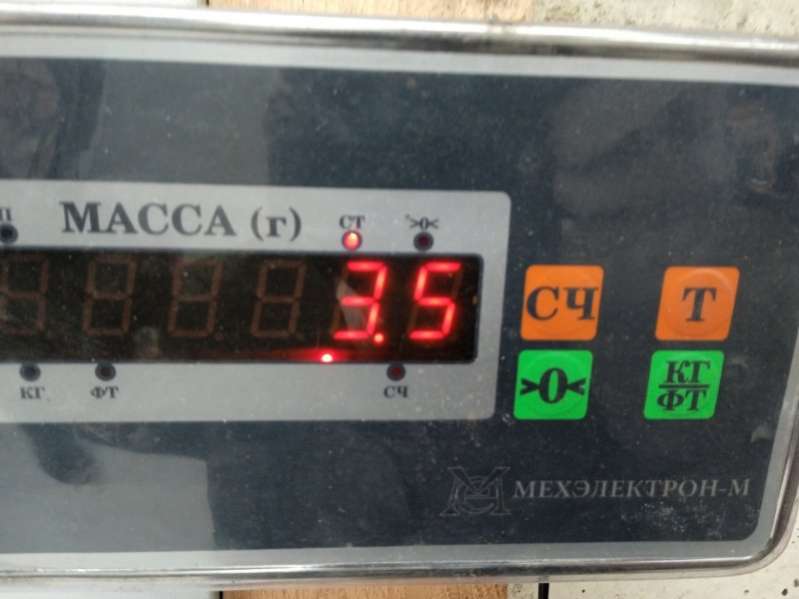 П МАССА (г) СТ >0<
3.5
КГ ФТ СЧ
СЧ Т
>0< КГ/ФТ
МЕХЭЛЕКТРОН-М